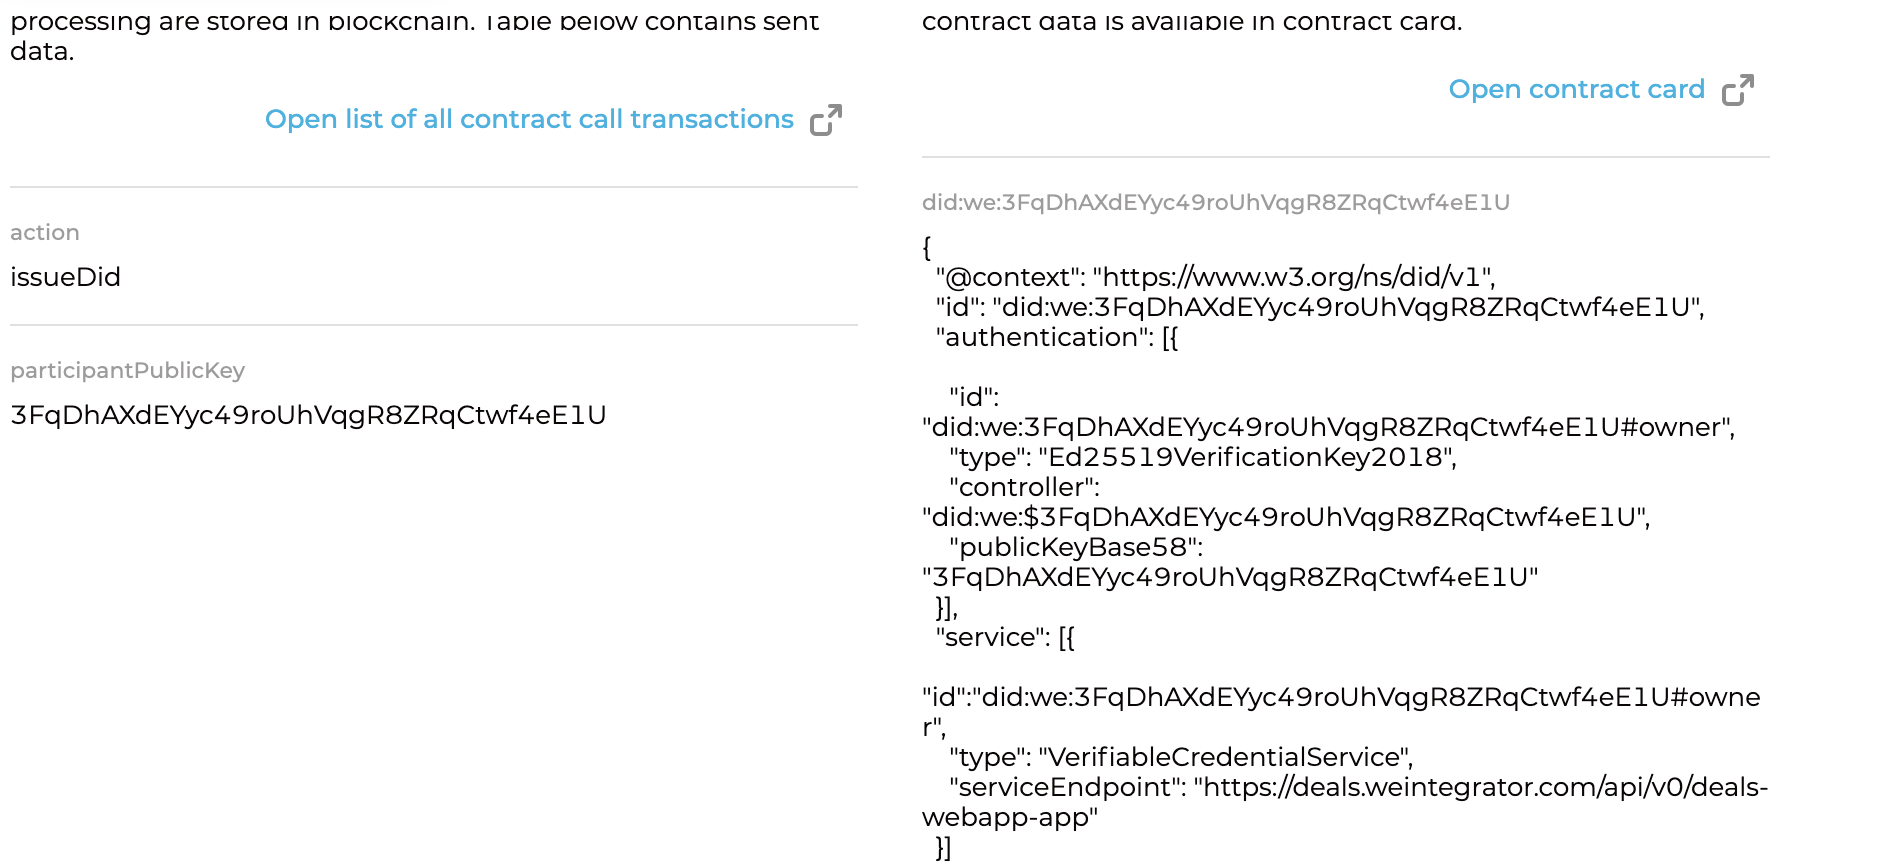 processing are stored in blockchain. Table below contains sent
data.
Open list of all contract call transactions
action
issueDid
participantPublicKey
3FqDhAXdEYyc49roUhVqgR8ZRqCtwf4eE1U
contract data is available in contract card.
Open contract card
did:we:3FqDhAXdEYyc49roUhVqgR8ZRqCtwf4eE1U
{
"@context": "https://www.w3.org/ns/did/v1",
"id": "did:we:3FqDhAXdEYyc49roUhVqgR8ZRqCtwf4eE1U",
"authentication": [{
"id":
"did:we:3FqDhAXdEYyc49roUhVqgR8ZRqCtwf4eE1U#owner",
"type": "Ed25519VerificationKey2018",
"controller":
"did:we:$3FqDhAXdEYyc49roUhVqgR8ZRqCtwf4eE1U",
"publicKeyBase58":
"3FqDhAXdEYyc49roUhVqgR8ZRqCtwf4eE1U"
}],
"service": [{
"id":"did:we:3FqDhAXdEYyc49roUhVqgR8ZRqCtwf4eE1U#owne
r",
"type": "VerifiableCredentialService",
"serviceEndpoint": "https://deals.weintegrator.com/api/v0/deals-
webapp-app"
}]